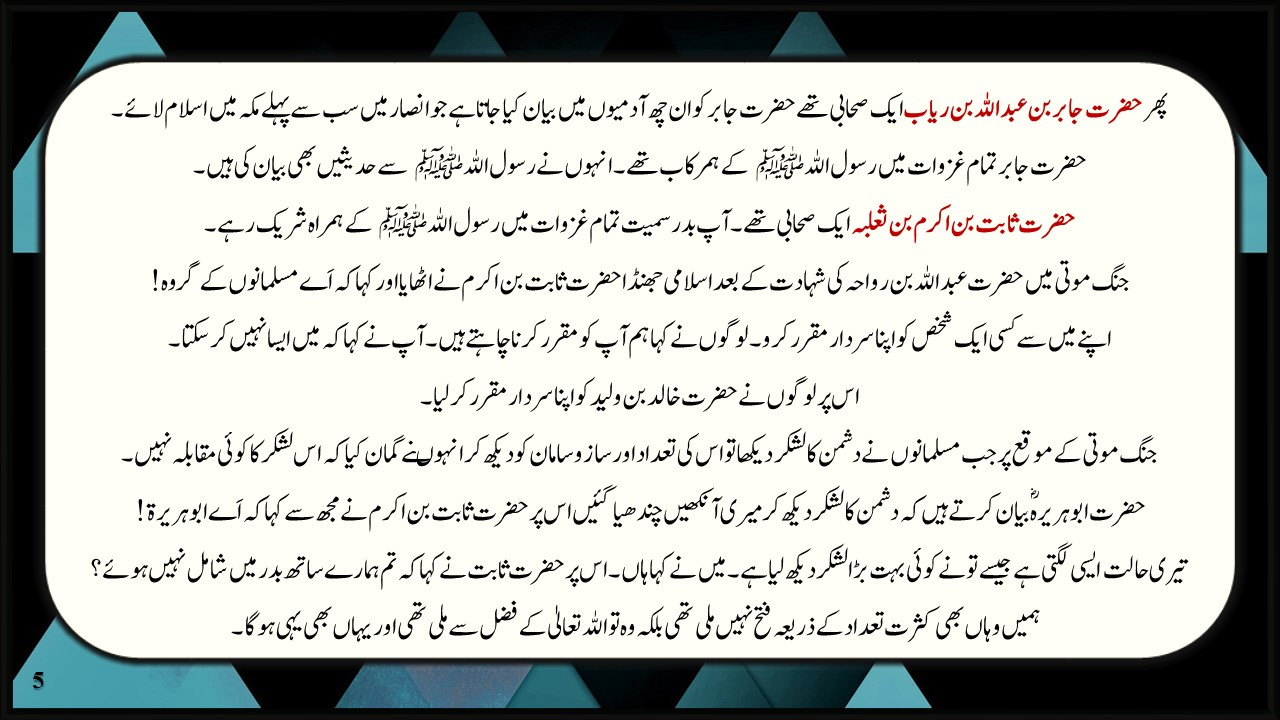 پھر حضرت جابر بن عبداللہ بن ریاب ایک صحابی تھے حضرت جابر کو ان چھ آدمیوں میں بیان کیا جاتا ہے جو انصار میں سب سے پہلے مکہ میں اسلام لائے۔
حضرت جابر تمام غزوات میں رسول اللہ ﷺ کے ہمرکاب تھے۔ انہوں نے رسول اللہ ﷺ سے حدیثیں بھی بیان کی ہیں۔
حضرت ثابت بن اکرم بن ثعلبہ ایک صحابی تھے۔ آپ بدر سمیت تمام غزوات میں رسول اللہ ﷺ کے ہمراہ شریک رہے۔
جنگ موتی میں حضرت عبداللہ بن رواحہ کی شہادت کے بعد اسلامی جھنڈا حضرت ثابت بن اکرم نے اٹھایا اور کہا کہ اَے مسلمانوں کے گروہ!
اپنے میں سے کسی ایک شخص کو اپنا سردار مقرر کرو۔ لوگوں نے کہا ہم آپ کو مقرر کرنا چاہتے ہیں۔ آپ نے کہا کہ میں ایسا نہیں کر سکتا۔
اس پر لوگوں نے حضرت خالد بن ولید کو اپنا سردار مقرر کر لیا۔
جنگ موتی کے موقع پر جب مسلمانوں نے دشمن کا لشکر دیکھا تو اس کی تعداد اور ساز و سامان کو دیکھ کر انہوں نے گمان کیا کہ اس لشکر کا کوئی مقابلہ نہیں۔
حضرت ابوہریرہؓ بیان کرتے ہیں کہ دشمن کا لشکر دیکھ کر میری آنکھیں چندھیا گئیں اس پر حضرت ثابت بن اکرم نے مجھ سے کہا کہ اَے ابوہریرۃ!
تیری حالت ایسی لگتی ہے جیسے تو نے کوئی بہت بڑا لشکر دیکھ لیا ہے۔ میں نے کہا ہاں۔ اس پر حضرت ثابت نے کہا کہ تم ہمارے ساتھ بدر میں شامل نہیں ہوئے؟
ہمیں وہاں بھی کثرت تعداد کے ذریعہ فتح نہیں ملی تھی بلکہ وہ تو اللہ تعالیٰ کے فضل سے ملی تھی اور یہاں بھی یہی ہو گا۔
5